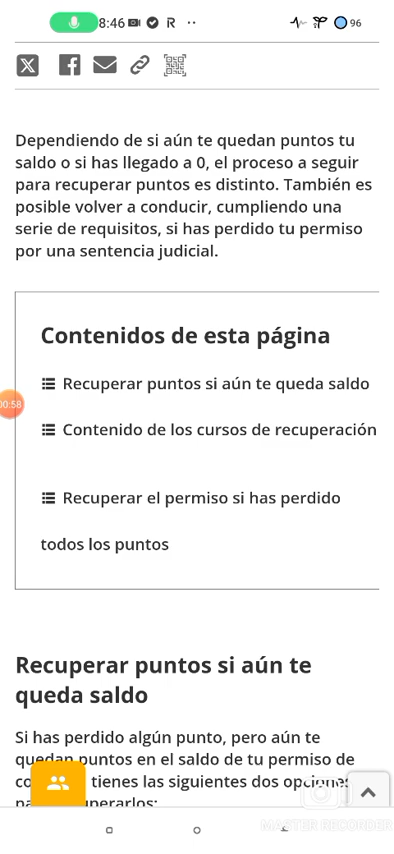 8:46
R
96
Dependiendo de si aún te quedan puntos tu
saldo o si has llegado a 0, el proceso a seguir
para recuperar puntos es distinto. También es
posible volver a conducir, cumpliendo una
serie de requisitos, si has perdido tu permiso
por una sentencia judicial.
Contenidos de esta página
Recuperar puntos si aún te queda saldo
00:58
Contenido de los cursos de recuperación
Recuperar el permiso si has perdido
todos los puntos
Recuperar puntos si aún te
queda saldo
Si has perdido algún punto, pero aún te
quedan puntos en el saldo de tu permiso de
tienes las siguientes dos opciones
MASTER RECORDER